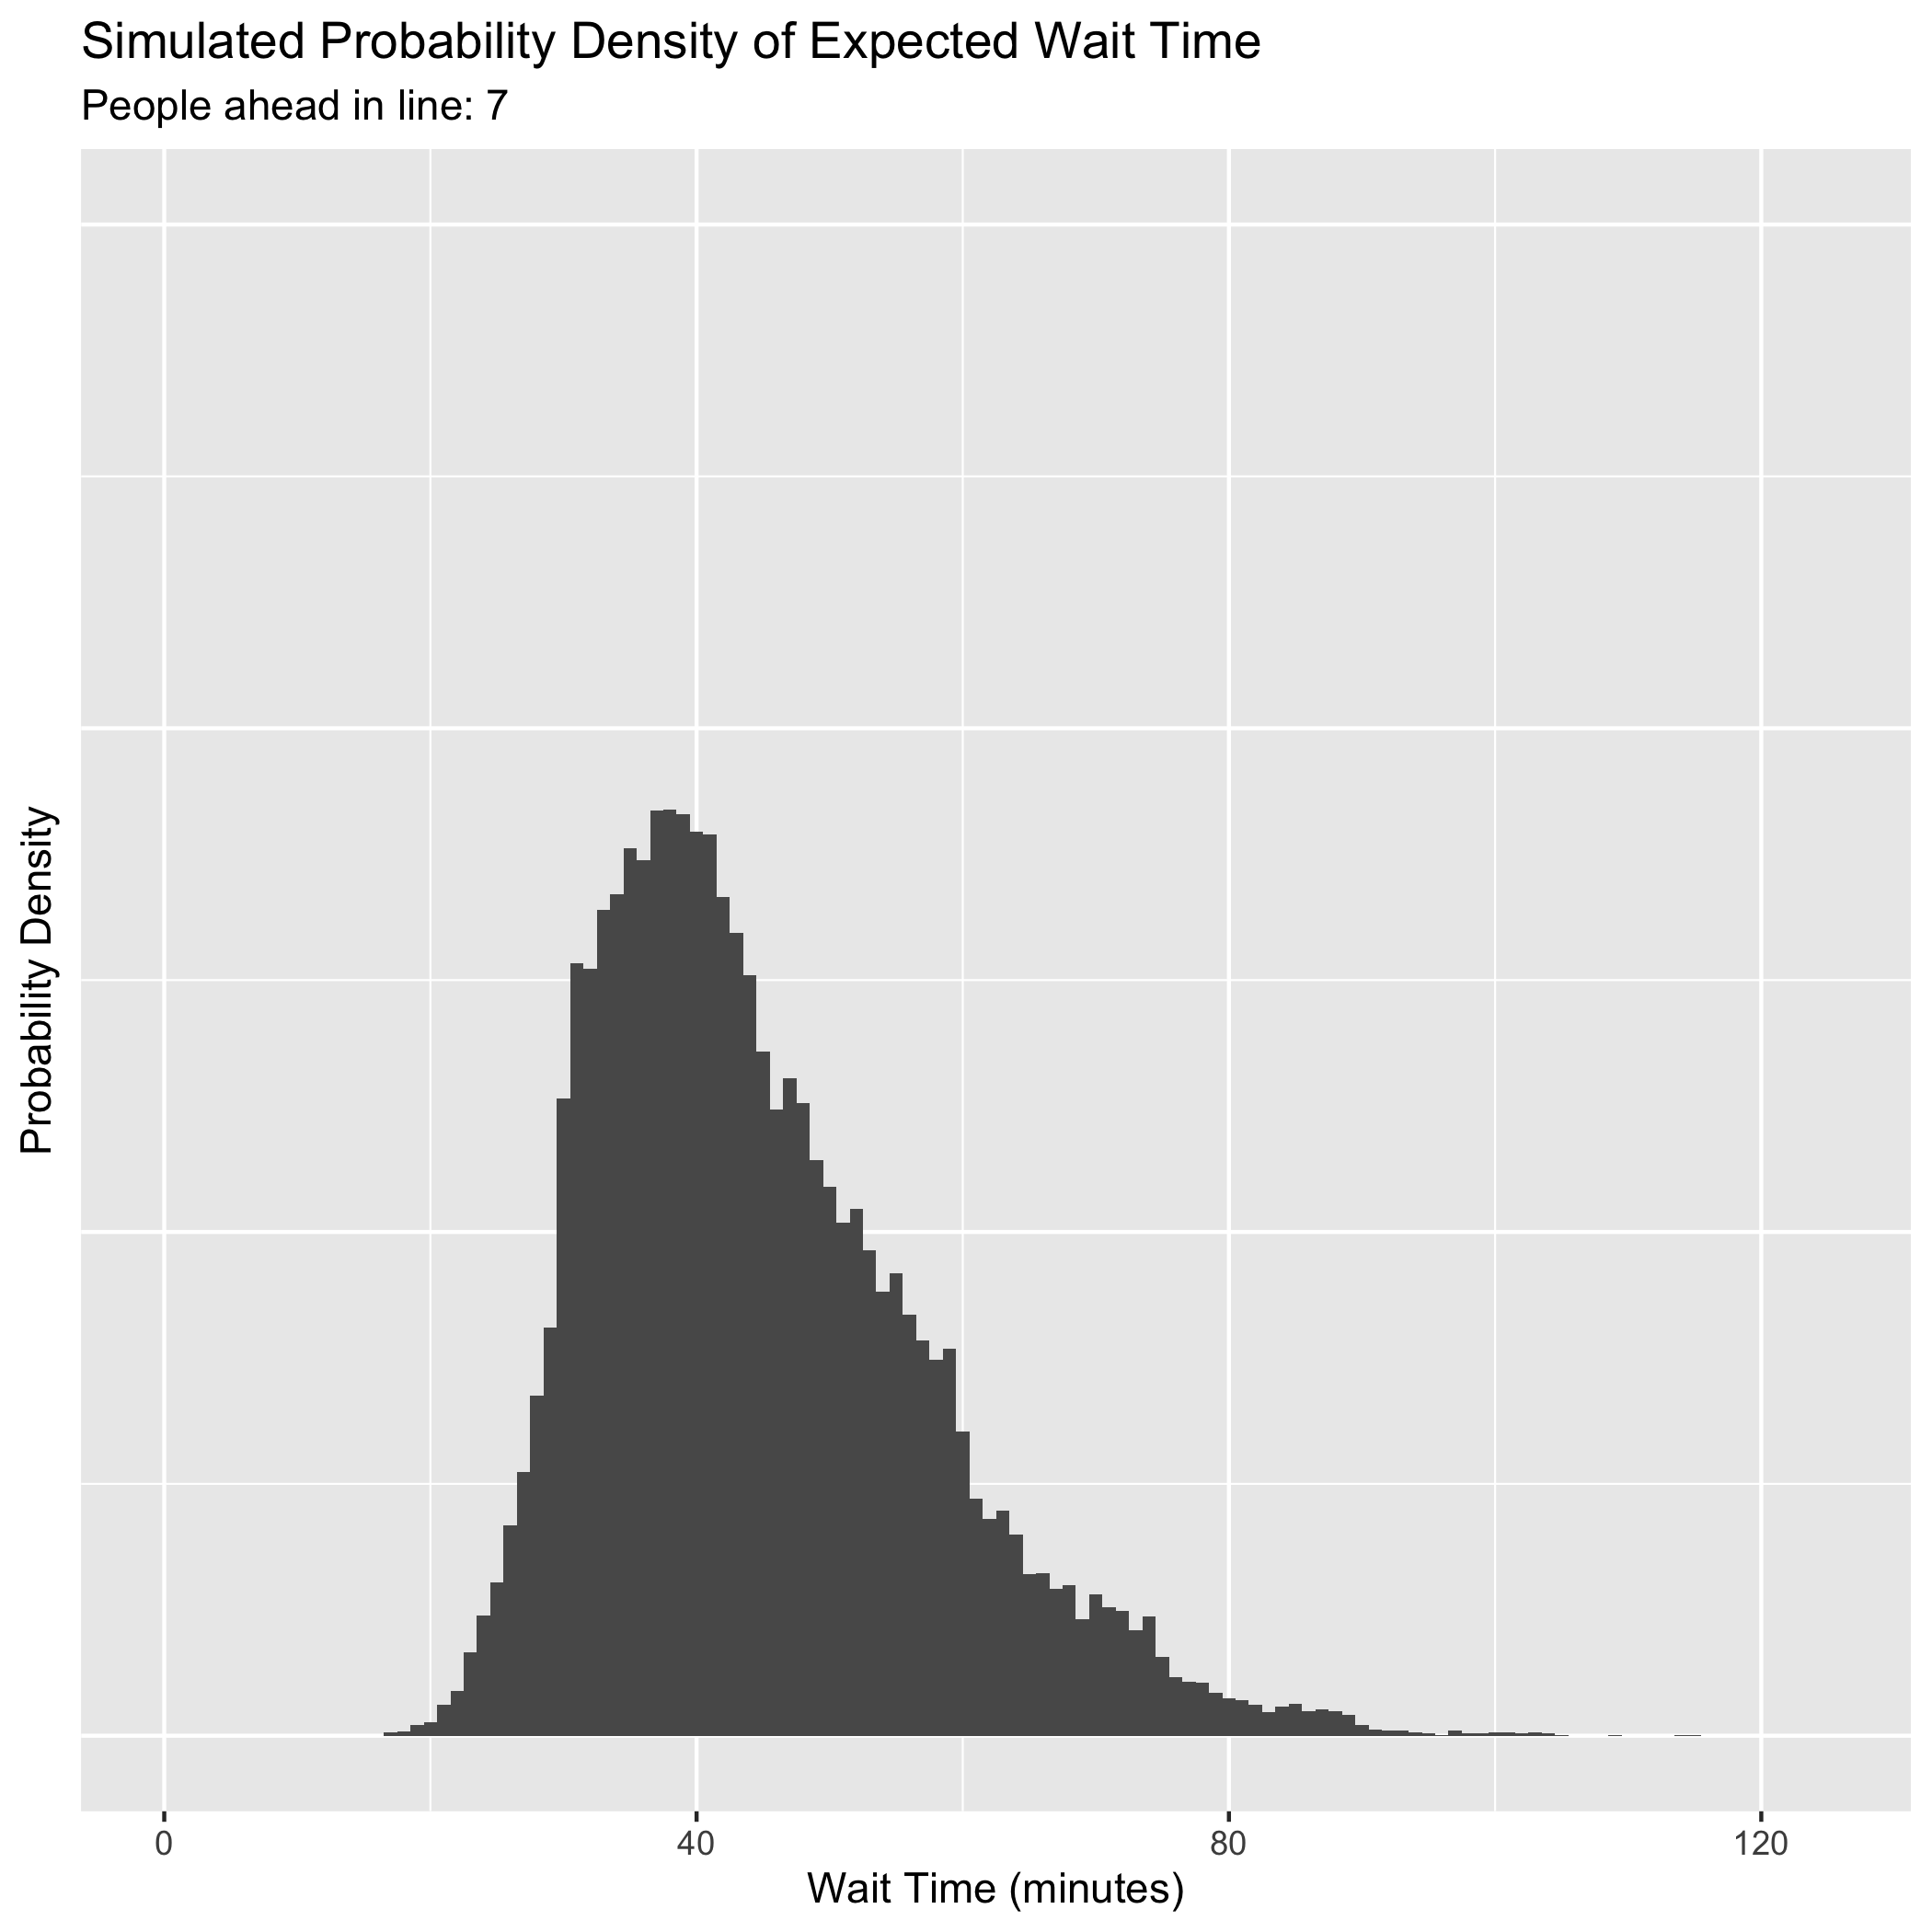 Simulated Probability Density of Expected Wait Time
People ahead in line: 7
Probability Density
0 40 80 120
Wait Time (minutes)